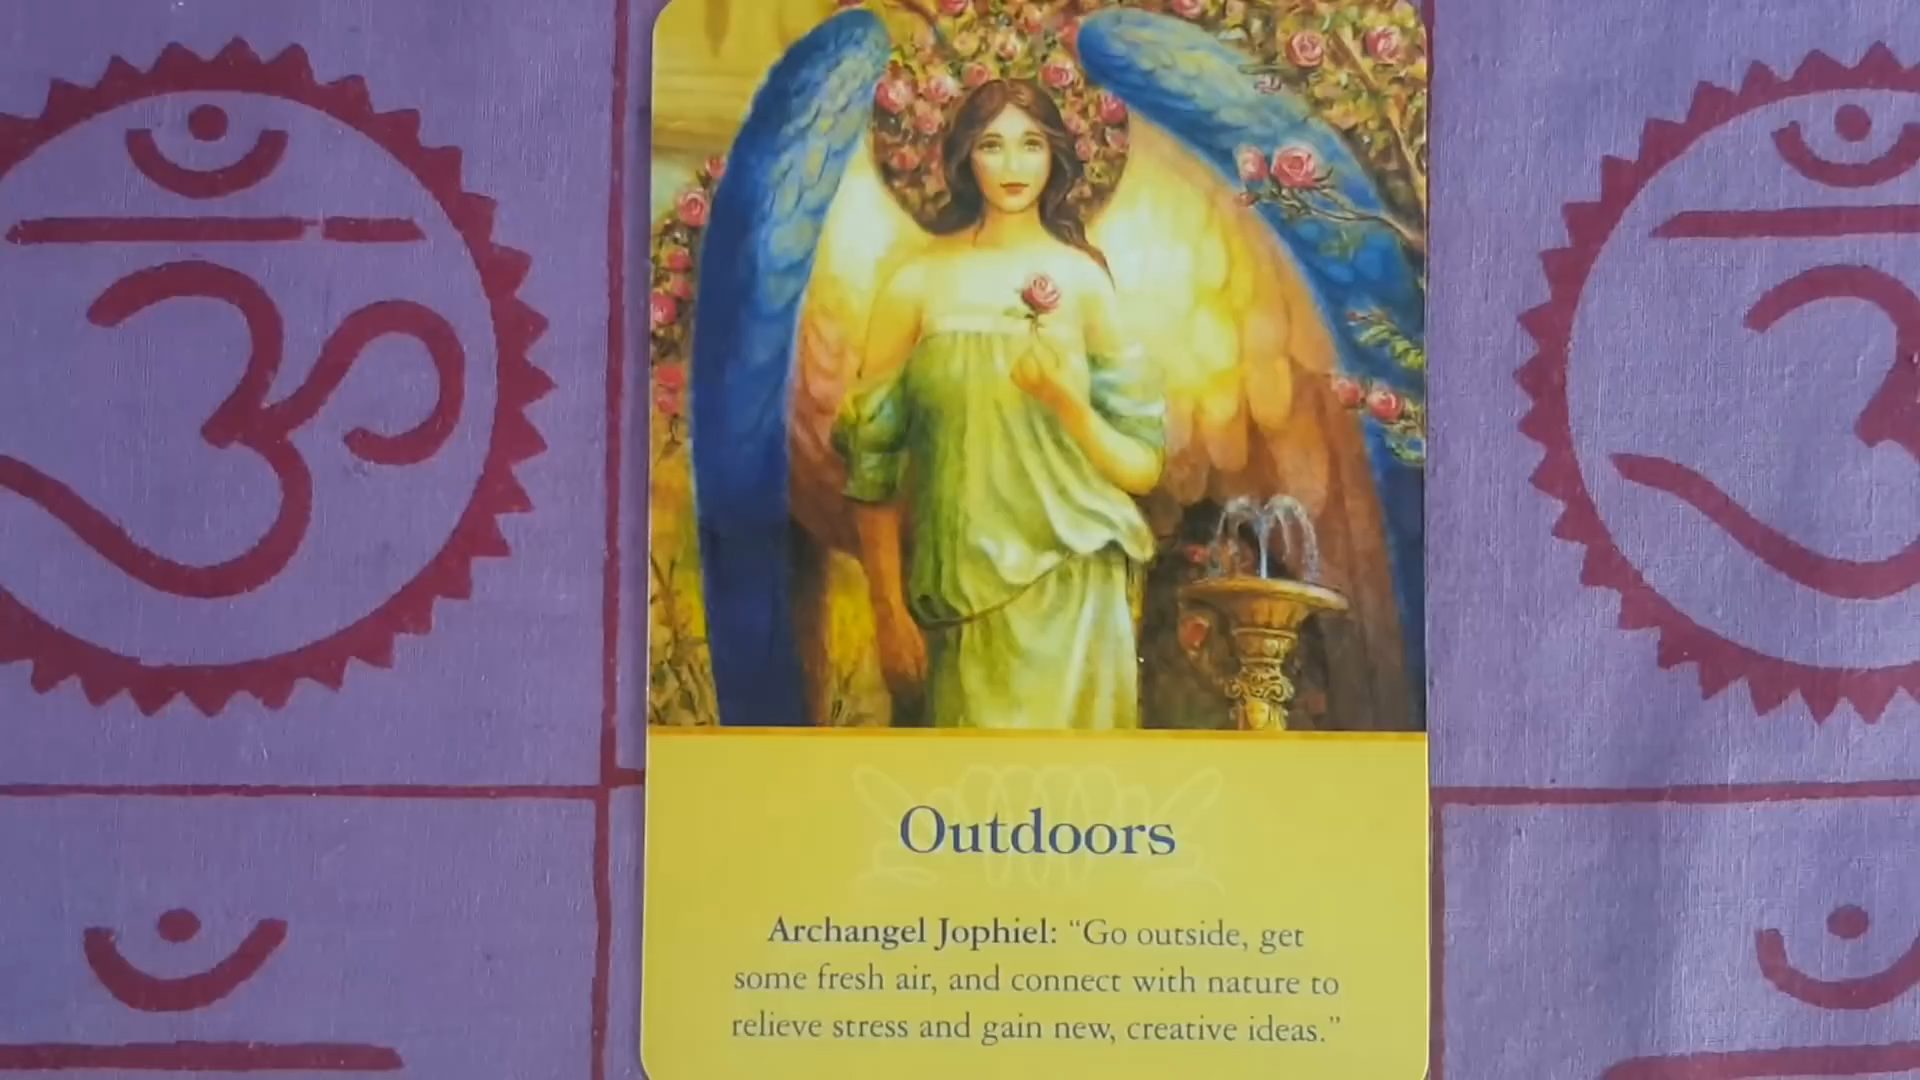 Outdoors
Archangel Jophiel: “Go outside, get
some fresh air, and connect with nature to
relieve stress and gain new, creative ideas.”